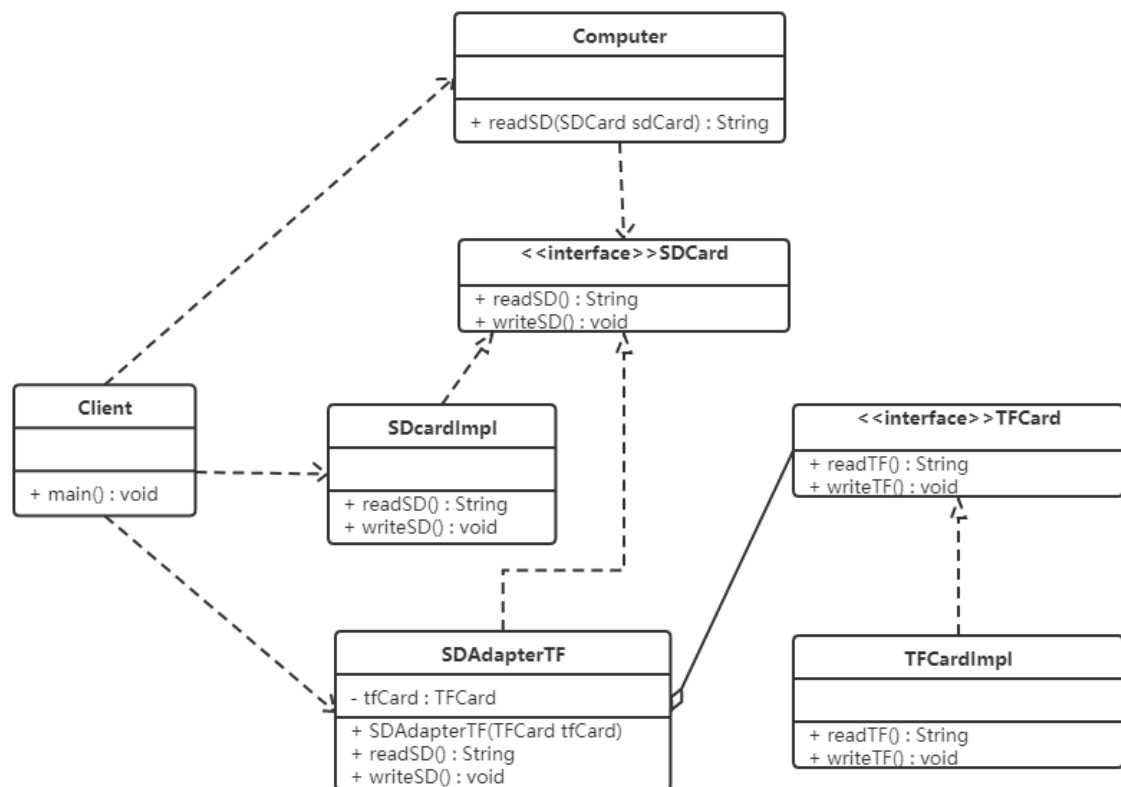 Computer
+ readSD(SDCard sdCard) : String
<<interface>>SDCard
+ readSD() : String
+ writeSD() : void
Client
+ main() : void
SDcardImpl
+ readSD() : String
+ writeSD() : void
<<interface>>TFCard
+ readTF() : String
+ writeTF() : void
SDAdapterTF
- tfCard : TFCard
+ SDAdapterTF(TFCard tfCard)
+ readSD() : String
+ writeSD() : void
TFCardImpl
+ readTF() : String
+ writeTF() : void